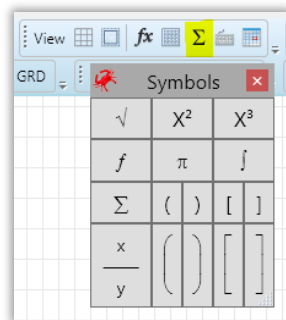 View fx Σ
GRD Symbols
√ X² X³
f π ∫
Σ ( ) [ ]
x
y ( ) [ ]